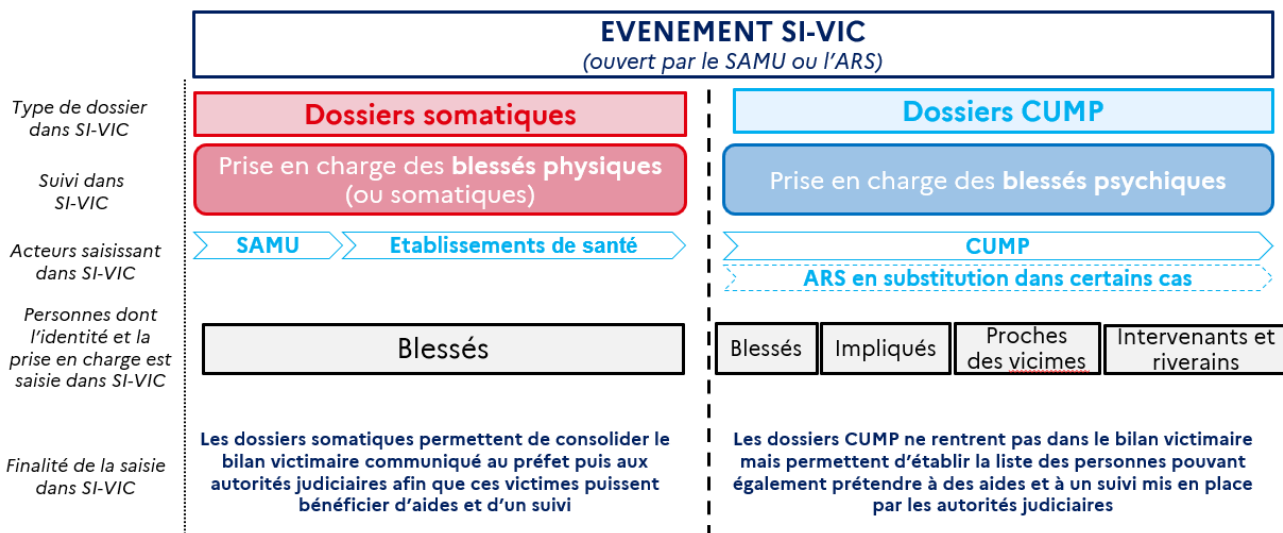 EVENEMENT SI-VIC
(ouvert par le SAMU ou l'ARS)
Type de dossier
dans SI-VIC
Dossiers somatiques
Dossiers CUMP
Suivi dans
SI-VIC
Prise en charge des blessés physiques
(ou somatiques)
Prise en charge des blessés psychiques
Acteurs saisissant
dans SI-VIC
SAMU
Etablissements de santé
CUMP
ARS en substitution dans certains cas
Personnes dont
l'identité et la
prise en charge est
saisie dans SI-VIC
Blessés
Blessés
Impliqués
Proches
des vicimes
Intervenants et
riverains
Finalité de la saisie
dans SI-VIC
Les dossiers somatiques permettent de consolider le
bilan victimaire communiqué au préfet puis aux
autorités judiciaires afin que ces victimes puissent
bénéficier d'aides et d'un suivi
Les dossiers CUMP ne rentrent pas dans le bilan victimaire
mais permettent d'établir la liste des personnes pouvant
également prétendre à des aides et à un suivi mis en place
par les autorités judiciaires